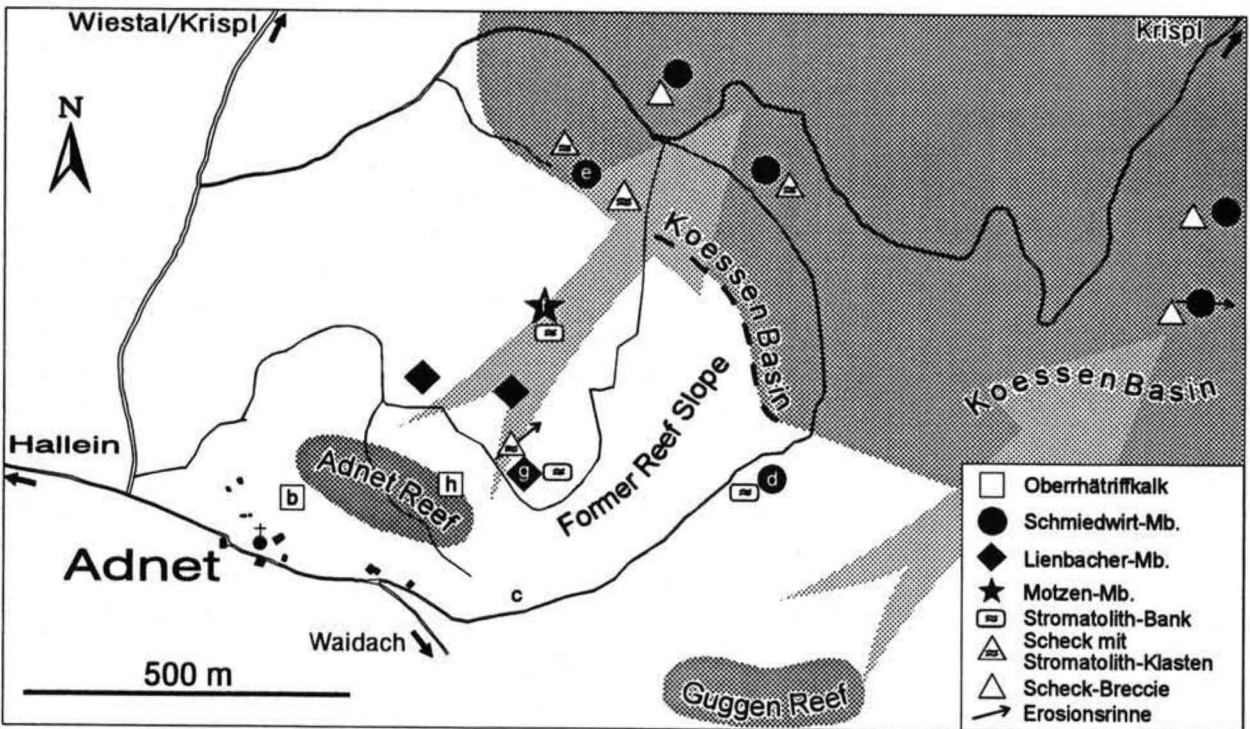 Wiestal/Krispl
Krispl
N
e
Koessen Basin
f
Koessen Basin
Former Reef Slope
Hallein
Adnet Reef
h
b
g
d
Adnet
c
Waidach
500 m
Guggen Reef
Oberrhätriffkalk
Schmiedwirt-Mb.
Lienbacher-Mb.
Motzen-Mb.
Stromatolith-Bank
Scheck mit
Stromatolith-Klasten
Scheck-Breccie
Erosionsrinne